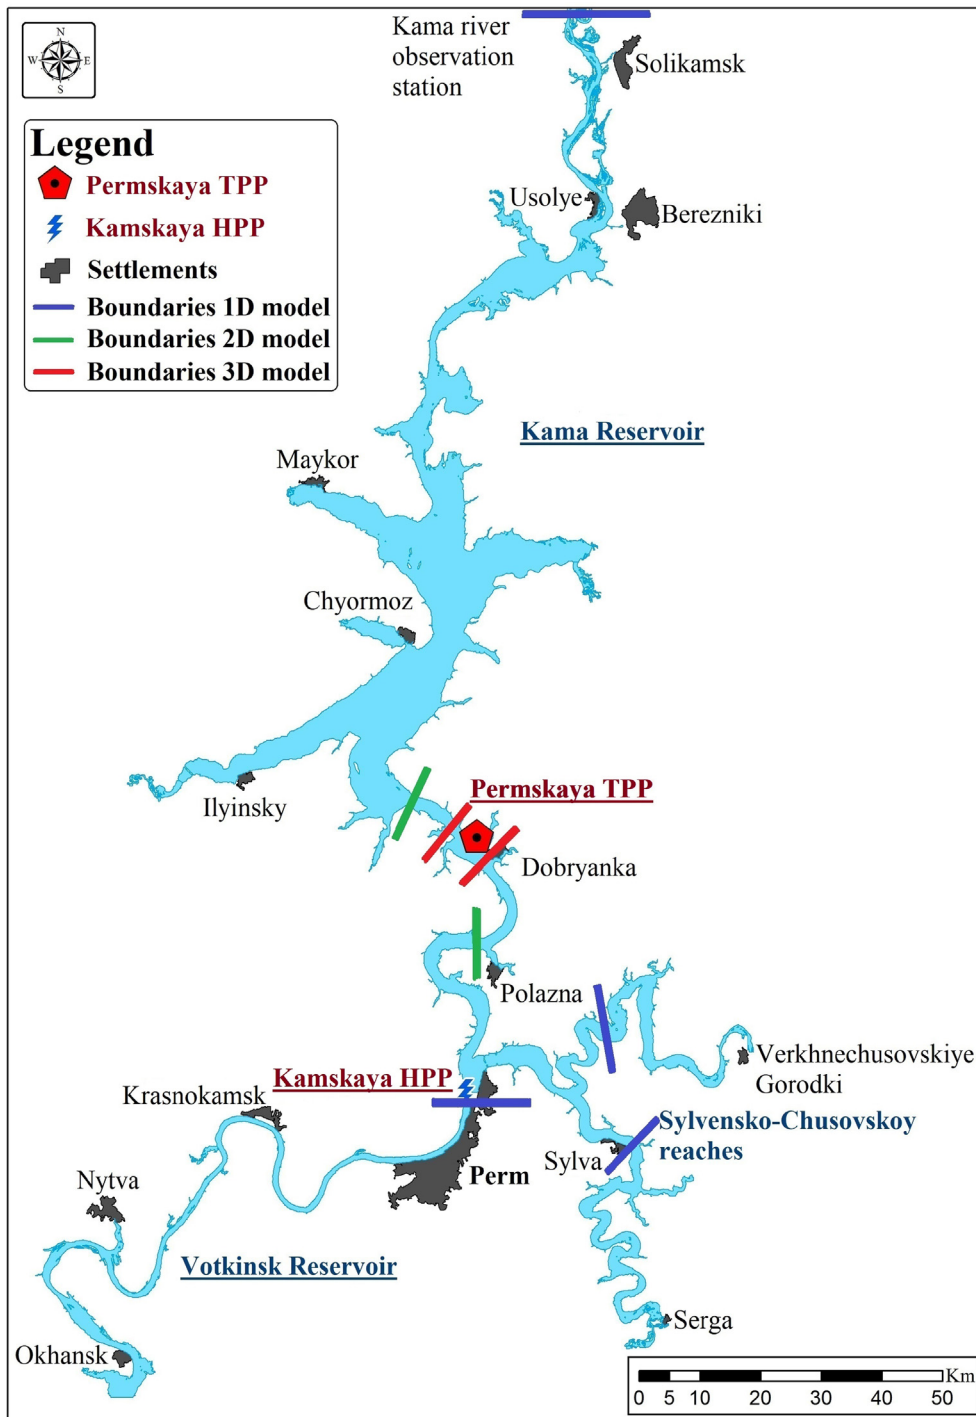 Kama river
observation
station
Solikamsk
N
W E
S
Legend
Permskaya TPP
Kamskaya HPP
Settlements
Boundaries 1D model
Boundaries 2D model
Boundaries 3D model
Usolye
Berezniki
Kama Reservoir
Maykor
Chyormoz
Ilyinsky
Permskaya TPP
Dobryanka
Polazna
Verkhnechusovskiye
Gorodki
Kamskaya HPP
Krasnokamsk
Sylvensko-Chusovskoy
reaches
Sylva
Perm
Nytva
Votkinsk Reservoir
Serga
Okhansk
Km
0 5 10 20 30 40 50